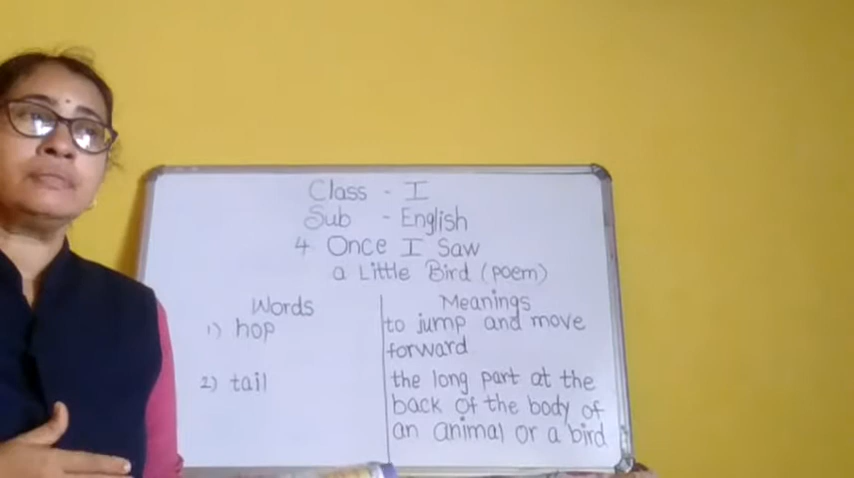 Class - I
Sub - English
4 Once I Saw
a Little Bird (poem)
Words Meanings
1) hop to jump and move
forward
2) tail the long part at the
back of the body of
an animal or a bird